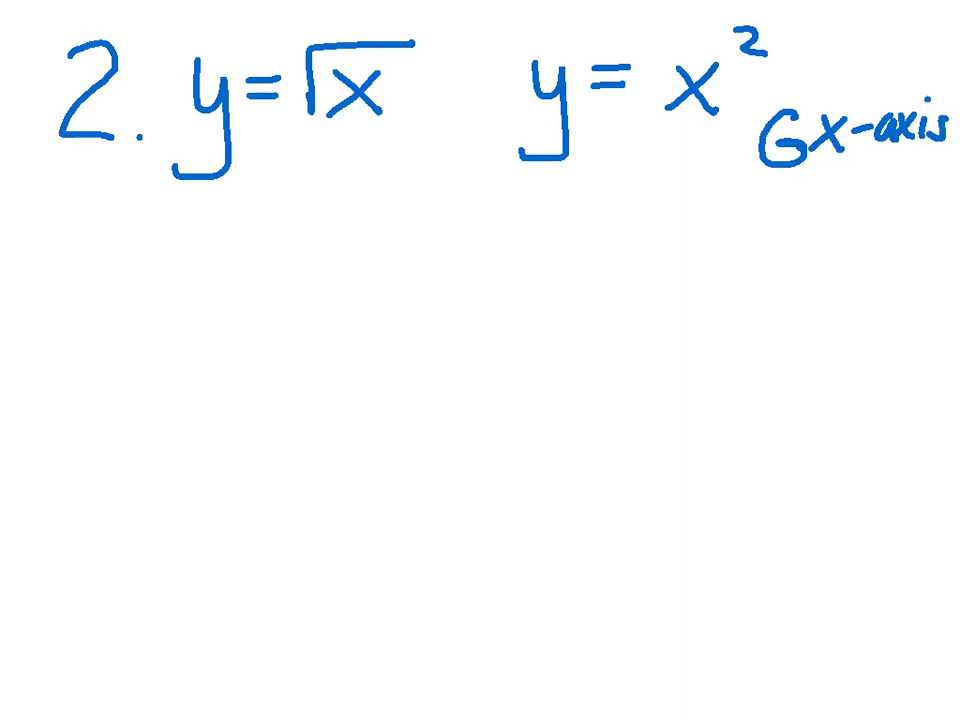 2. y = √x y = x²
G x-axis